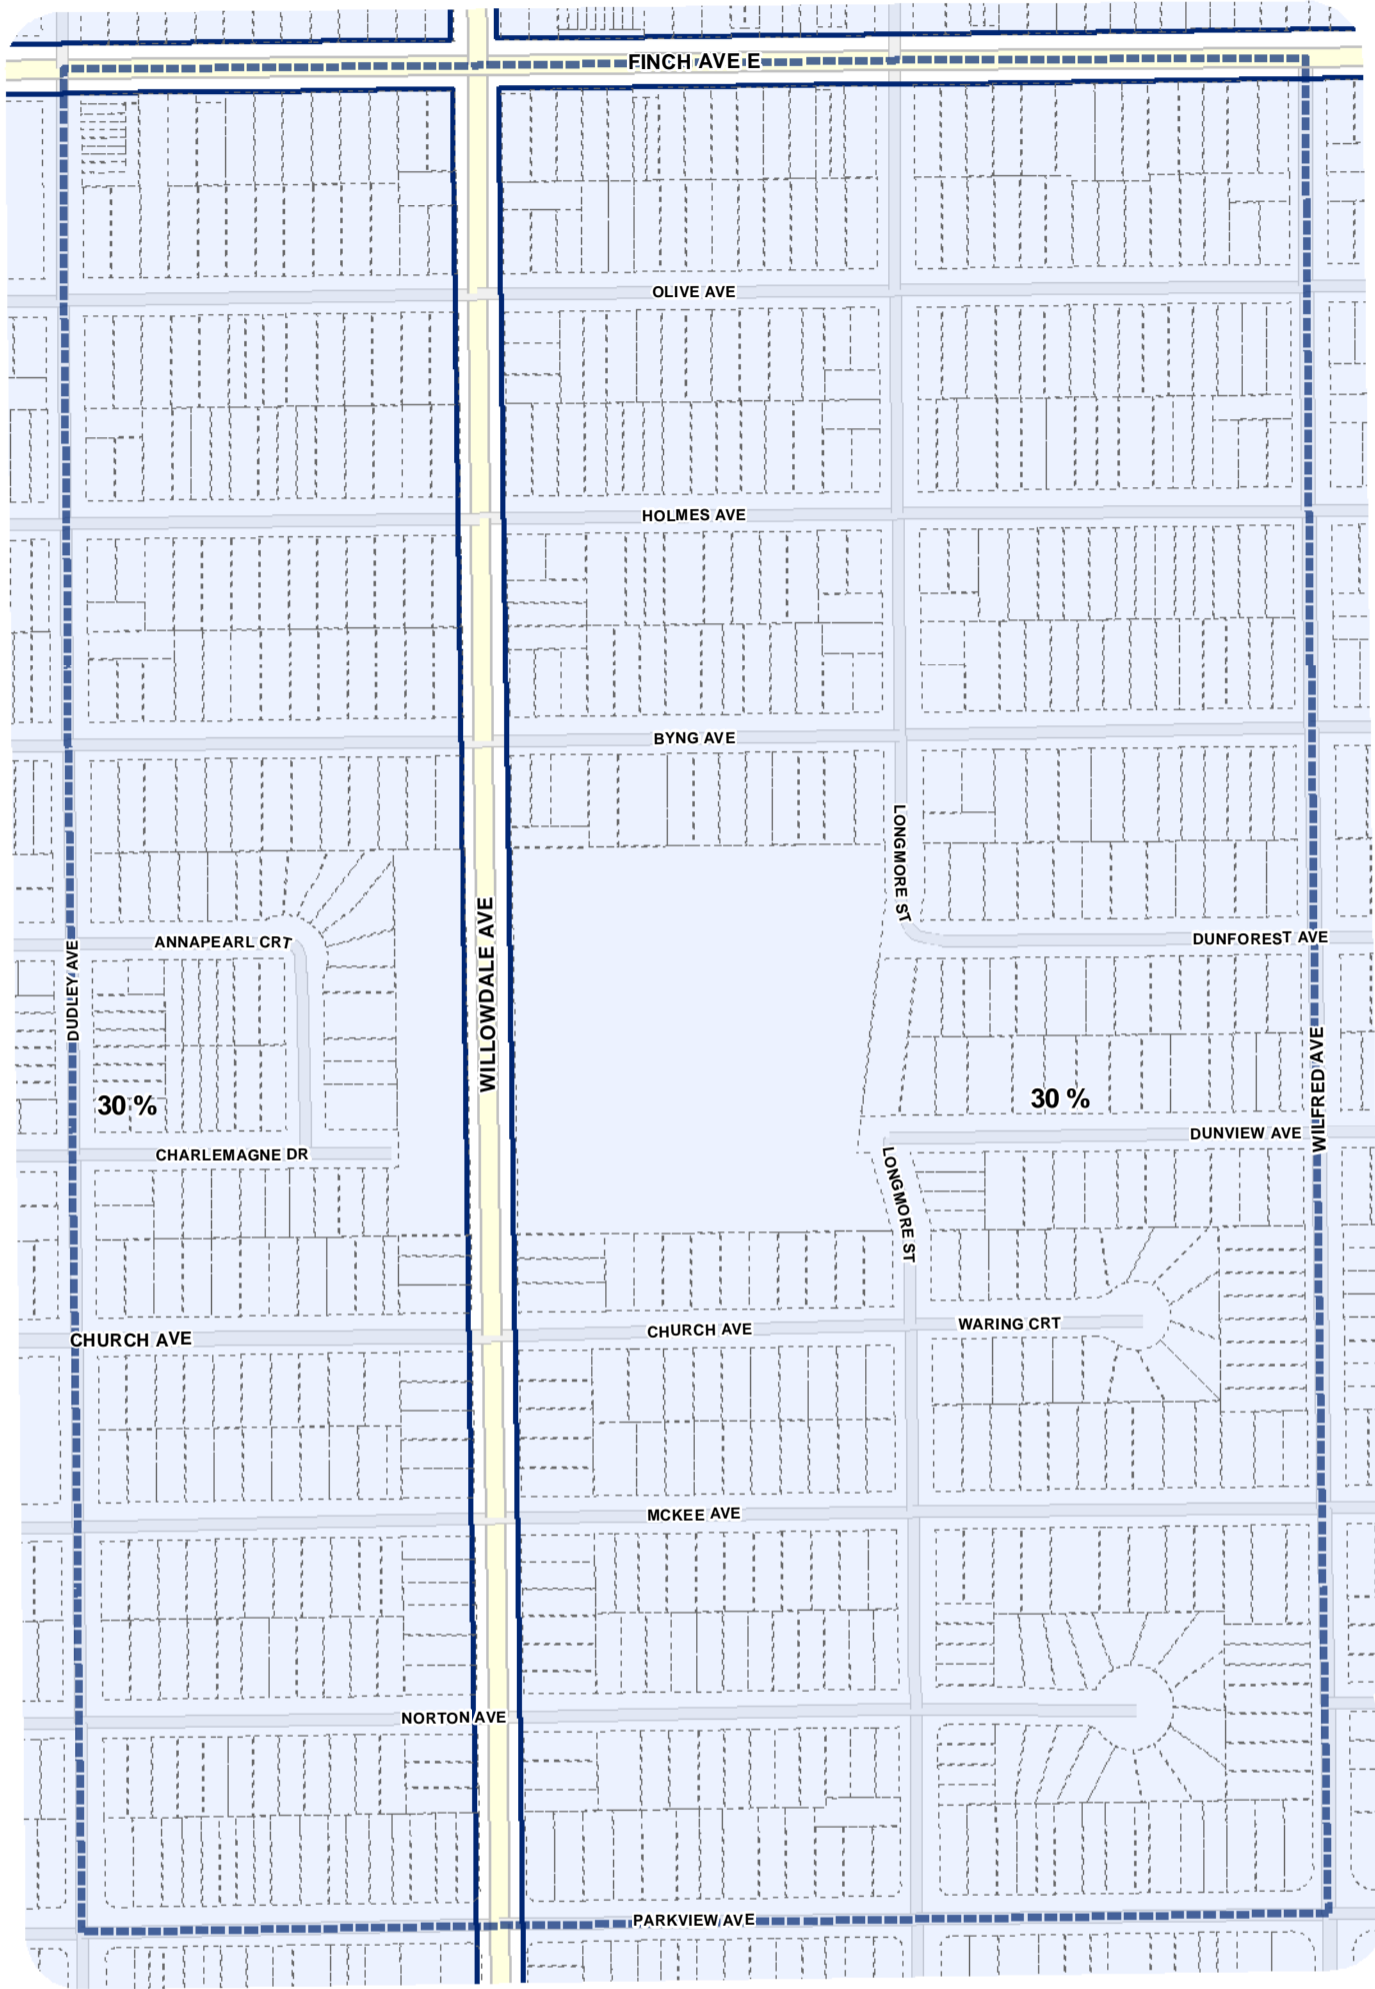 FINCH AVE E
OLIVE AVE
HOLMES AVE
BYNG AVE
LONGMORE ST
WILLOWDALE AVE
ANNAPEARL CRT
DUNFOREST AVE
DUDLEY AVE
WILFRED AVE
30 %
30 %
DUNVIEW AVE
CHARLEMAGNE DR
LONGMORE ST
CHURCH AVE
CHURCH AVE
WARING CRT
MCKEE AVE
NORTON AVE
PARKVIEW AVE